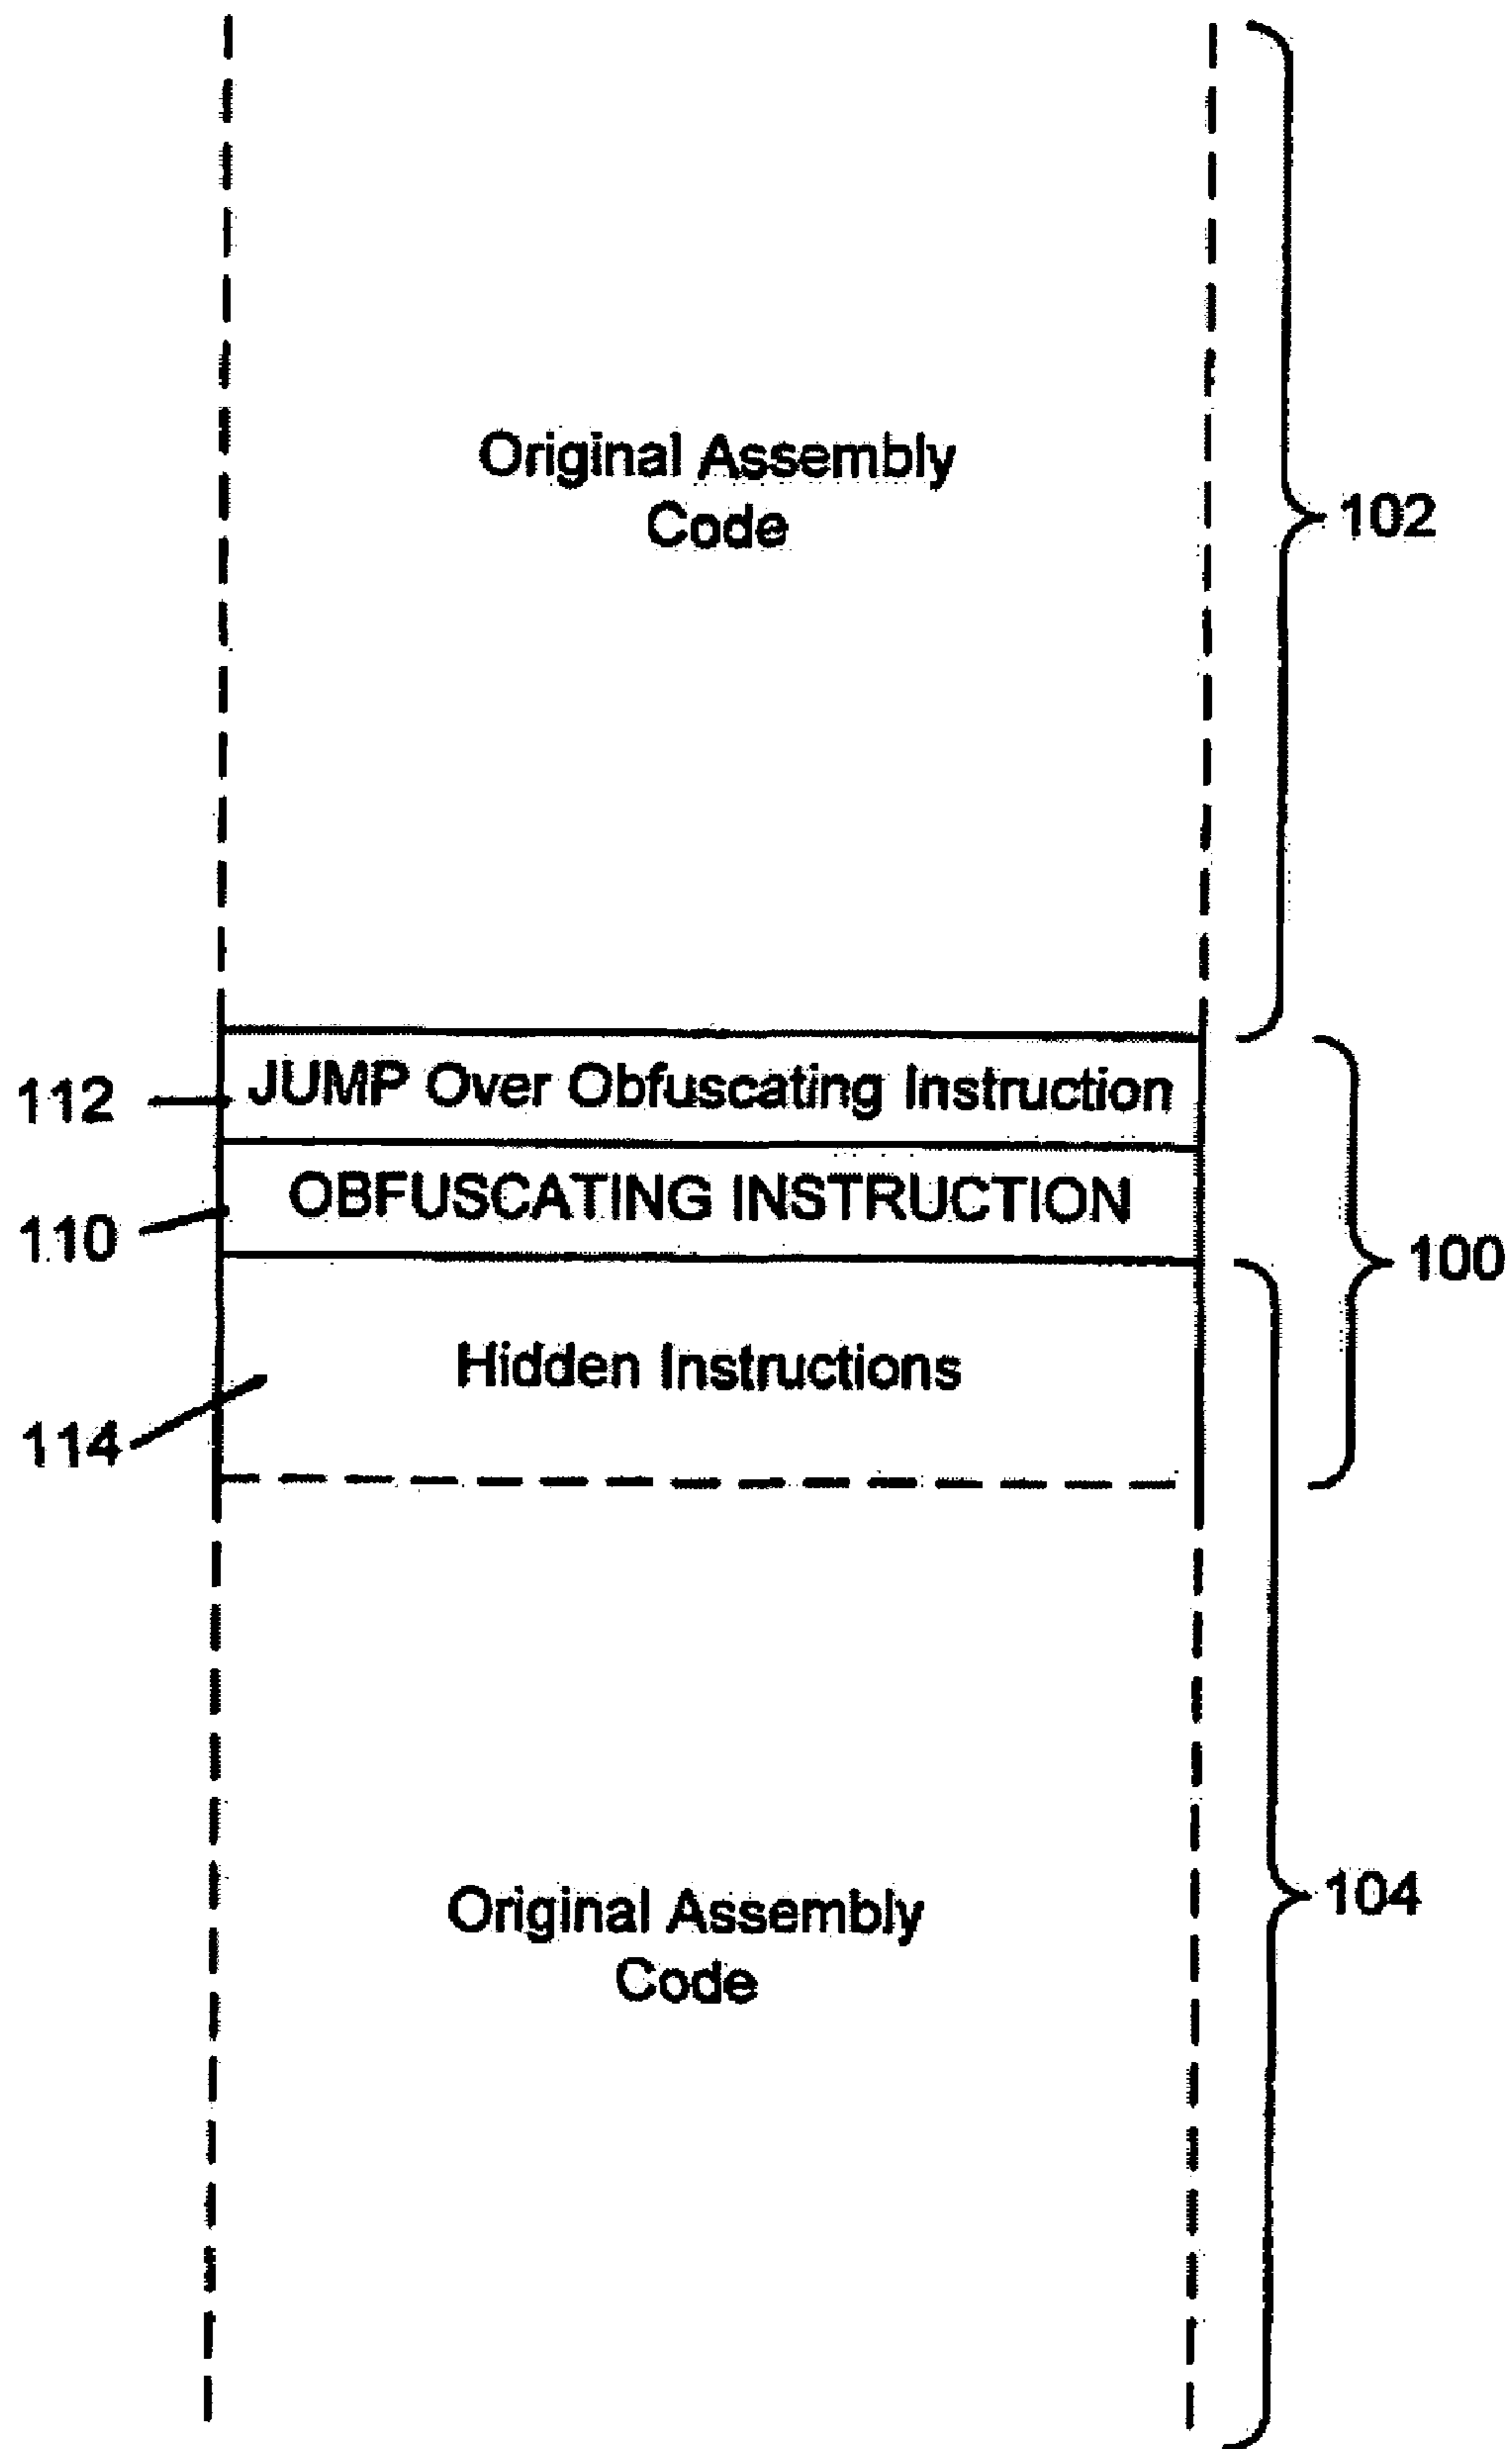 Original Assembly
Code
102
JUMP Over Obfuscating Instruction
112
OBFUSCATING INSTRUCTION
110
100
Hidden Instructions
114
104
Original Assembly
Code